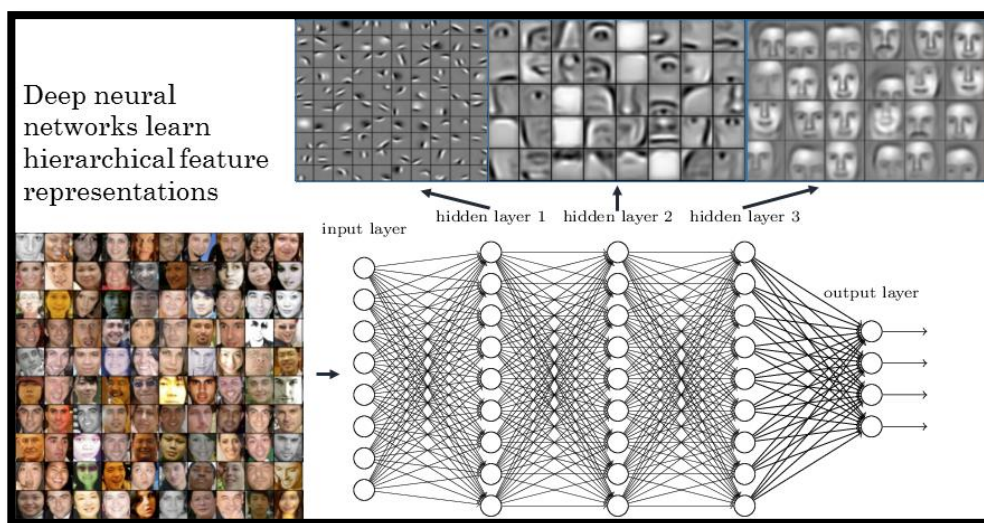 Deep neural
networks learn
hierarchical feature
representations
hidden layer 1 hidden layer 2 hidden layer 3
input layer
output layer